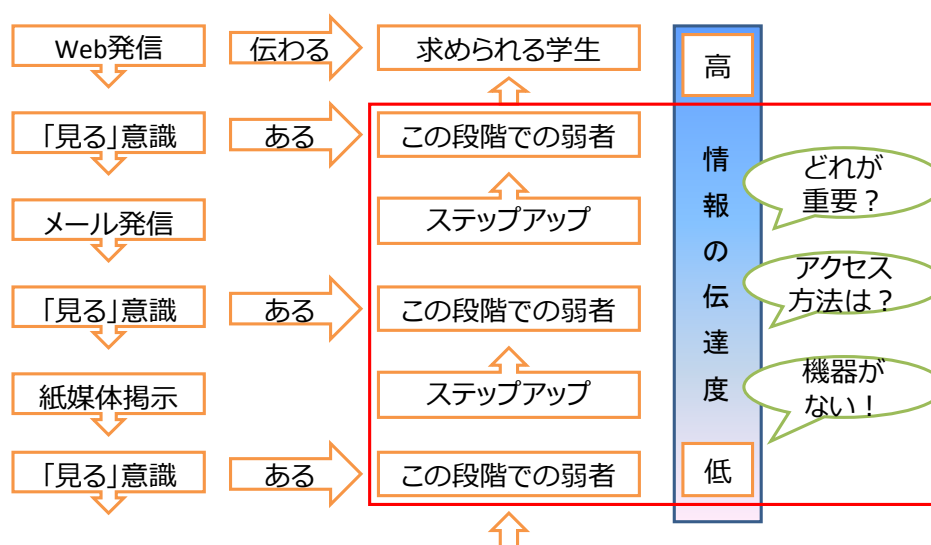 Web発信
伝わる
求められる学生
高
「見る」意識
ある
この段階での弱者
メール発信
ステップアップ
「見る」意識
ある
この段階での弱者
紙媒体掲示
ステップアップ
「見る」意識
ある
この段階での弱者
情報の伝達度
低
どれが
重要？
アクセス
方法は？
機器が
ない！